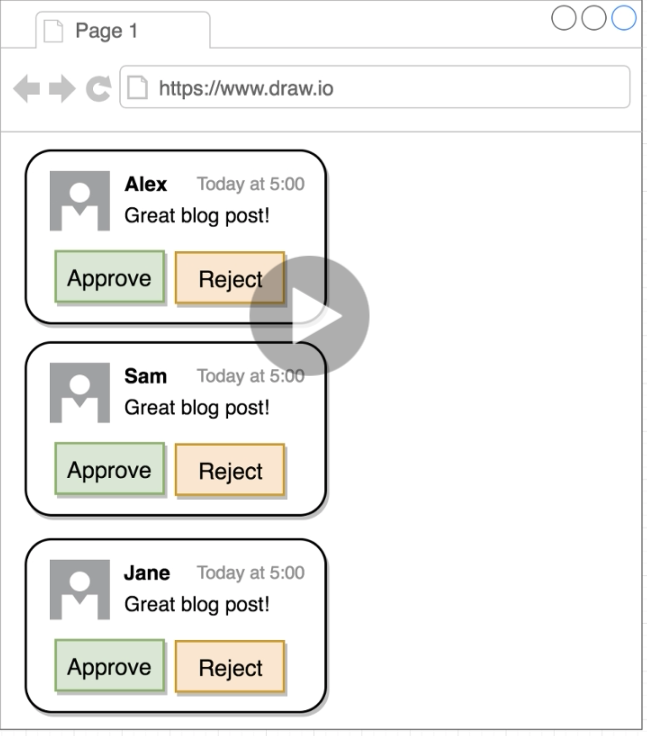 Page 1
https://www.draw.io
Alex Today at 5:00
Great blog post!
Approve Reject
Sam Today at 5:00
Great blog post!
Approve Reject
Jane Today at 5:00
Great blog post!
Approve Reject